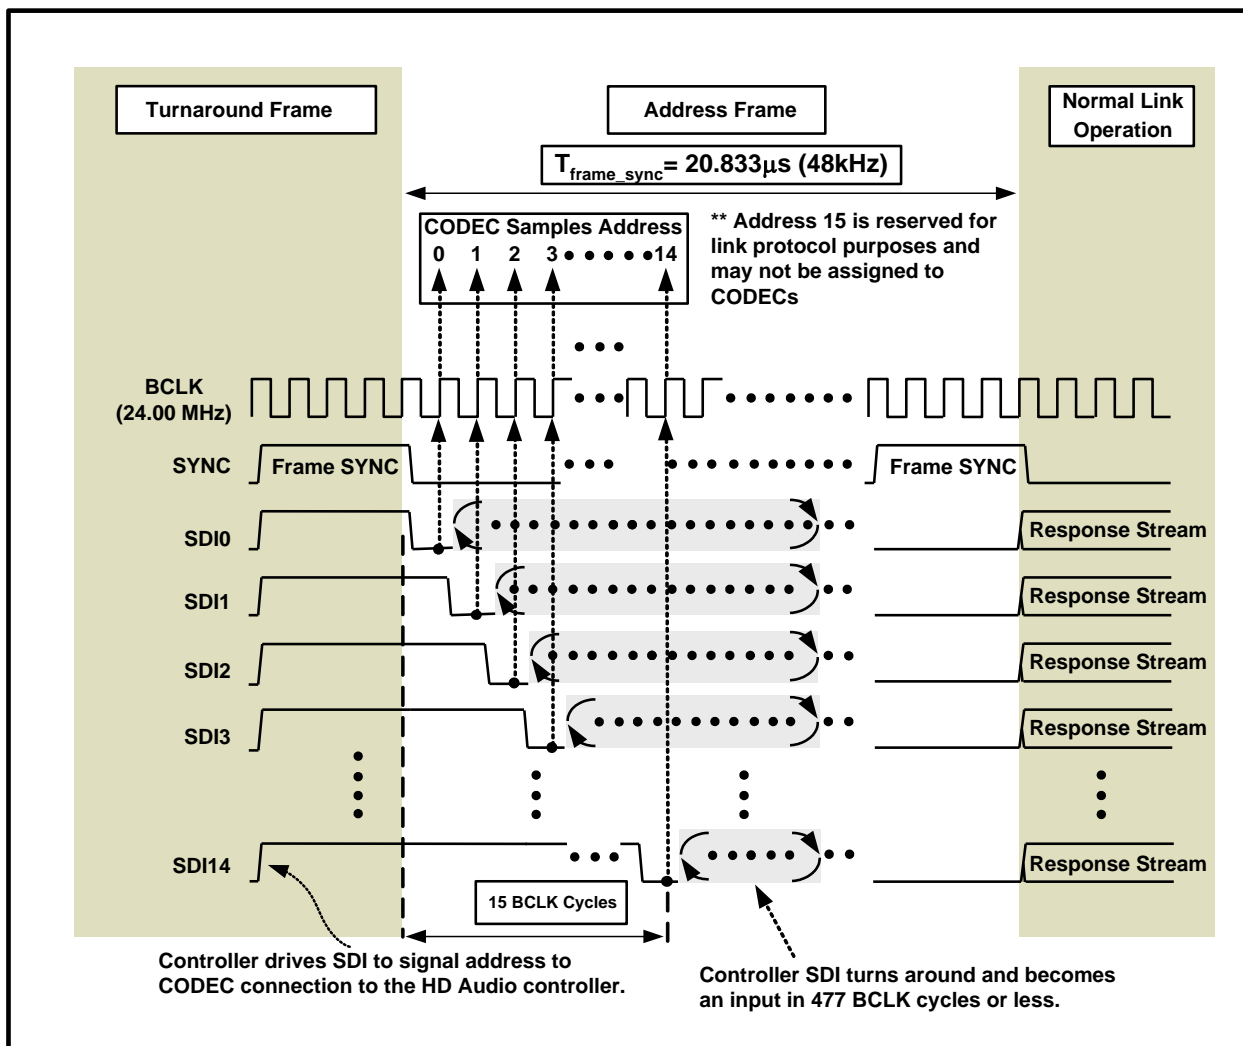 Turnaround Frame
Address Frame
Normal Link
Operation
Tframe_sync= 20.833μs (48kHz)
CODEC Samples Address
0 1 2 3 14
** Address 15 is reserved for
link protocol purposes and
may not be assigned to
CODECs
BCLK
(24.00 MHz)
SYNC
Frame SYNC
Frame SYNC
SDI0
Response Stream
SDI1
Response Stream
SDI2
Response Stream
SDI3
Response Stream
SDI14
Response Stream
15 BCLK Cycles
Controller drives SDI to signal address to
CODEC connection to the HD Audio controller.
Controller SDI turns around and becomes
an input in 477 BCLK cycles or less.